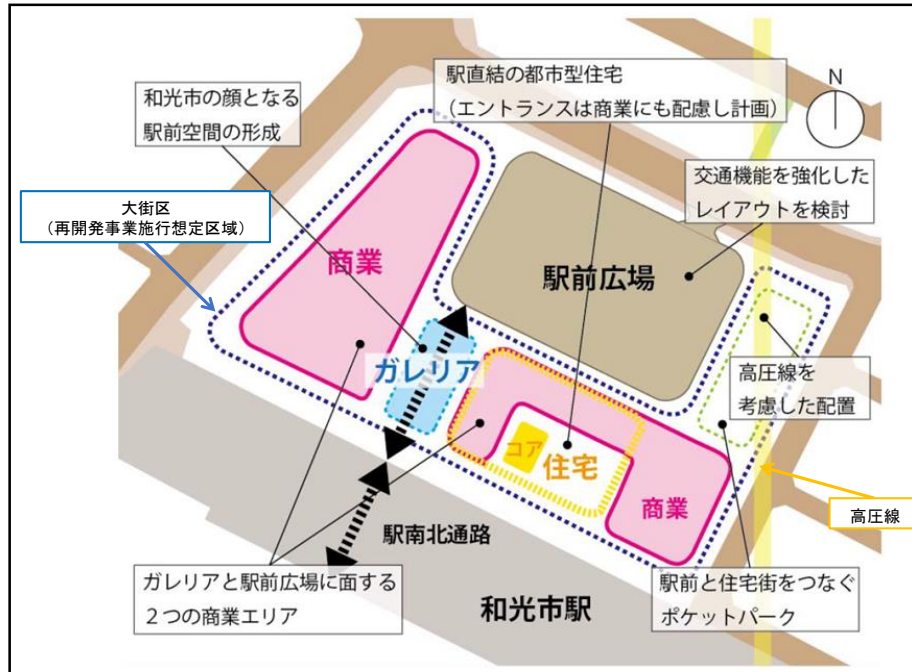 和光市の顔となる
駅前空間の形成
駅直結の都市型住宅
（エントランスは商業にも配慮し計画）
N
交通機能を強化した
レイアウトを検討
大街区
（再開発事業施行想定区域）
商業
駅前広場
ガレリア
高圧線を
考慮した配置
コア
住宅
商業
高圧線
駅南北通路
ガレリアと駅前広場に面する
２つの商業エリア
和光市駅
駅前と住宅街をつなぐ
ポケットパーク